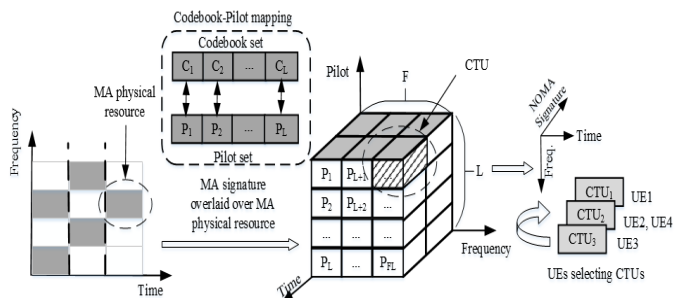 Codebook-Pilot mapping
Codebook set
C1 C2 ... CL
P1 P2 ... PL
Pilot set
MA physical
resource
Frequency
Time
MA signature
overlaid over MA
physical resource
Pilot
F
CTU
L
P1 PL+1
P2 PL+2 ...
... ...
PL ... PFL
Frequency
Time
NOMA
Signature
Time
Freq.
CTU1 UE1
CTU2 UE2, UE4
CTU3 UE3
UEs selecting CTUs